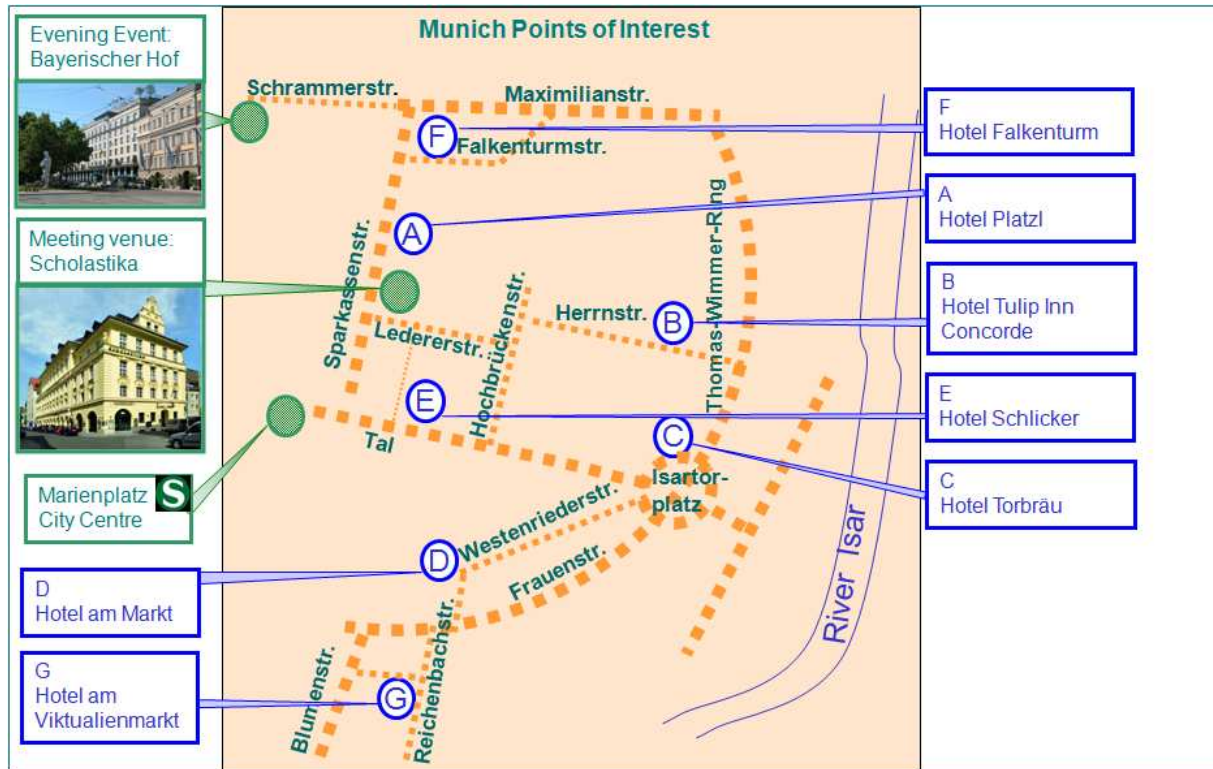 Munich Points of Interest
Evening Event:
Bayerischer Hof
Meeting venue:
Scholastika
Marienplatz S
City Centre
D
Hotel am Markt
G
Hotel am
Viktualienmarkt
Schrammerstr.
Maximilianstr.
F
Falkenturmstr.
A
Sparkassenstr.
Thomas-Wimmer-Ring
Herrnstr.
B
Ledererstr.
Hochbrückenstr.
E
Tal
C
Isartor-
platz
Westenriederstr.
D
Frauenstr.
Reichenbachstr.
Blumenstr.
G
River Isar
F
Hotel Falkenturm
A
Hotel Platzl
B
Hotel Tulip Inn
Concorde
E
Hotel Schlicker
C
Hotel Torbräu